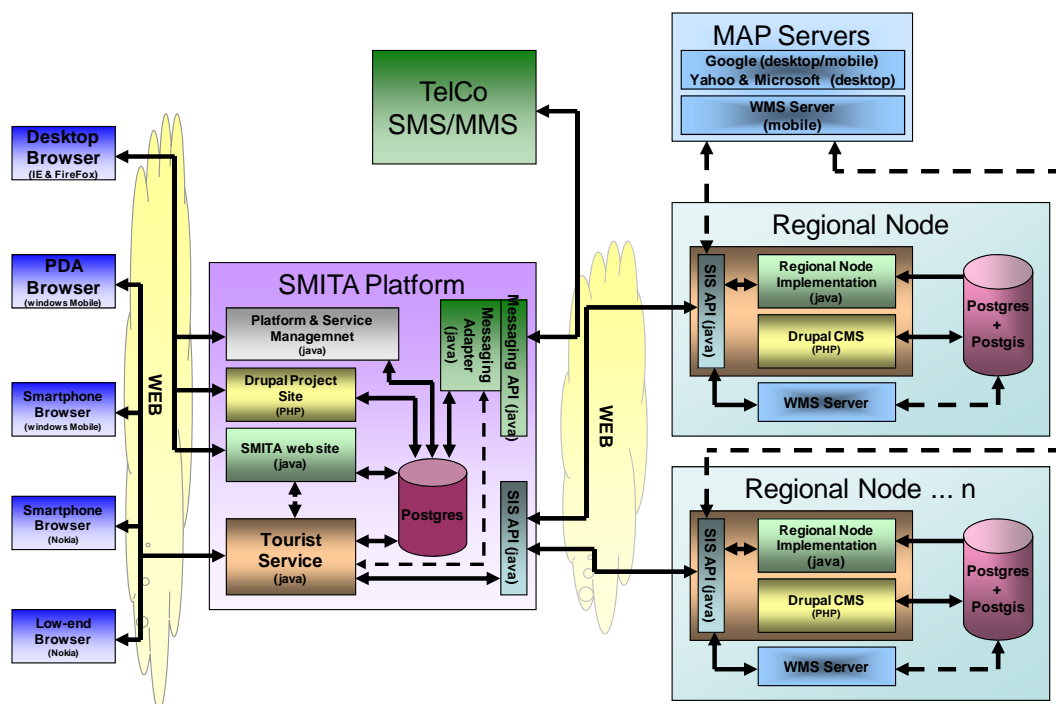 MAP Servers
Google (desktop/mobile)
Yahoo & Microsoft (desktop)
WMS Server
(mobile)
TelCo
SMS/MMS
Desktop
Browser
(IE & FireFox)
PDA
Browser
(windows Mobile)
Smartphone
Browser
(windows Mobile)
Smartphone
Browser
(Nokia)
Low-end
Browser
(Nokia)
WEB
SMITA Platform
Platform & Service
Managemnet
(java)
Drupal Project
Site
(PHP)
SMITA web site
(java)
Tourist
Service
(java)
Messaging
Adapter
(java)
Messaging API (java)
Postgres
SIS API
(java)
WEB
Regional Node
SIS API
(java)
Regional Node
Implementation
(java)
Drupal CMS
(PHP)
WMS Server
Postgres
+
Postgis
Regional Node ... n
SIS API
(java)
Regional Node
Implementation
(java)
Drupal CMS
(PHP)
WMS Server
Postgres
+
Postgis